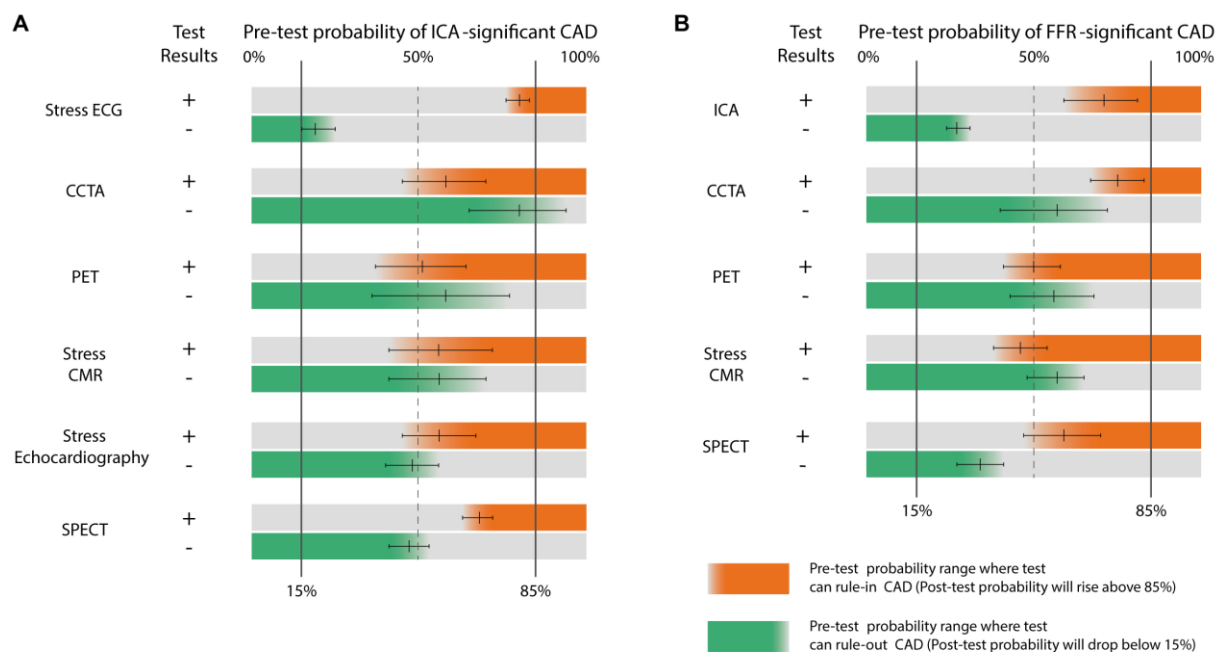 A
Test
Results
Pre-test probability of ICA-significant CAD
0%
50%
100%
Stress ECG
+
-
CCTA
+
-
PET
+
-
Stress
CMR
+
-
Stress
Echocardiography
+
-
SPECT
+
-
15%
85%
B
Test
Results
Pre-test probability of FFR-significant CAD
0%
50%
100%
ICA
+
-
CCTA
+
-
PET
+
-
Stress
CMR
+
-
SPECT
+
-
15%
85%
Pre-test probability range where test
can rule-in CAD (Post-test probability will rise above 85%)
Pre-test probability range where test
can rule-out CAD (Post-test probability will drop below 15%)